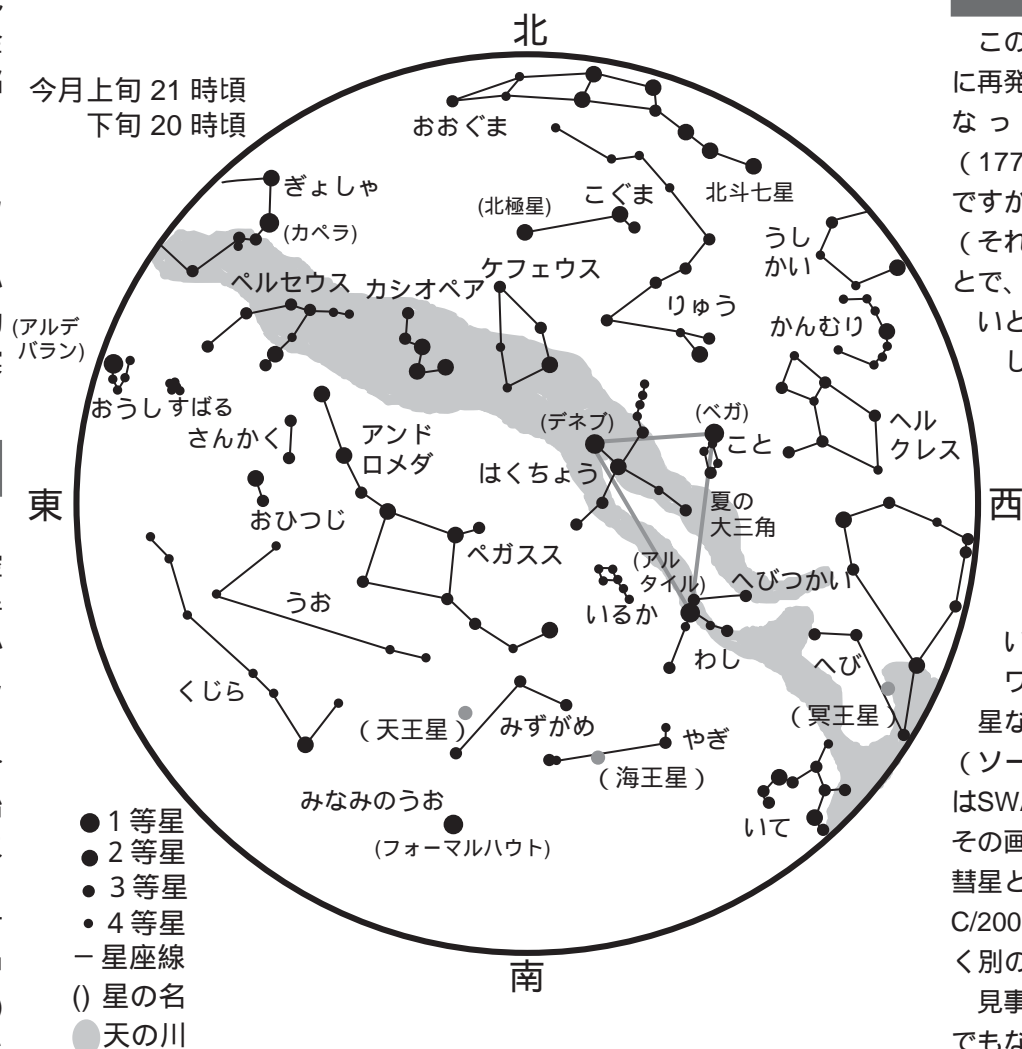 北
今月上旬 21 時頃
下旬 20 時頃
おおぐま
北斗七星
ぎょしゃ
(カペラ)
(北極星)
こぐま
うし
かい
ペルセウス
カシオペア
ケフェウス
りゅう
かんむり
(アルデ
バラン)
おうし
すばる
さんかく
アンド
ロメダ
(デネブ)
(ベガ)
こと
ヘル
クレス
はくちょう
東
おひつじ
ペガスス
夏の
大三角
西
うお
いるか
(アル
タイル)
へびつかい
わし
へび
くじら
(天王星)
みずがめ
やぎ
(海王星)
(冥王星)
いて
みなみのうお
(フォーマルハウト)
南
1 等星
2 等星
3 等星
4 等星
− 星座線
() 星の名
天の川
この
に再発
なっ
(177
ですか
(それ
とで、
いと
し
い
ワ
星な
(ソー
はSWA
その画
彗星と
C/200
く別の
見事
でもな